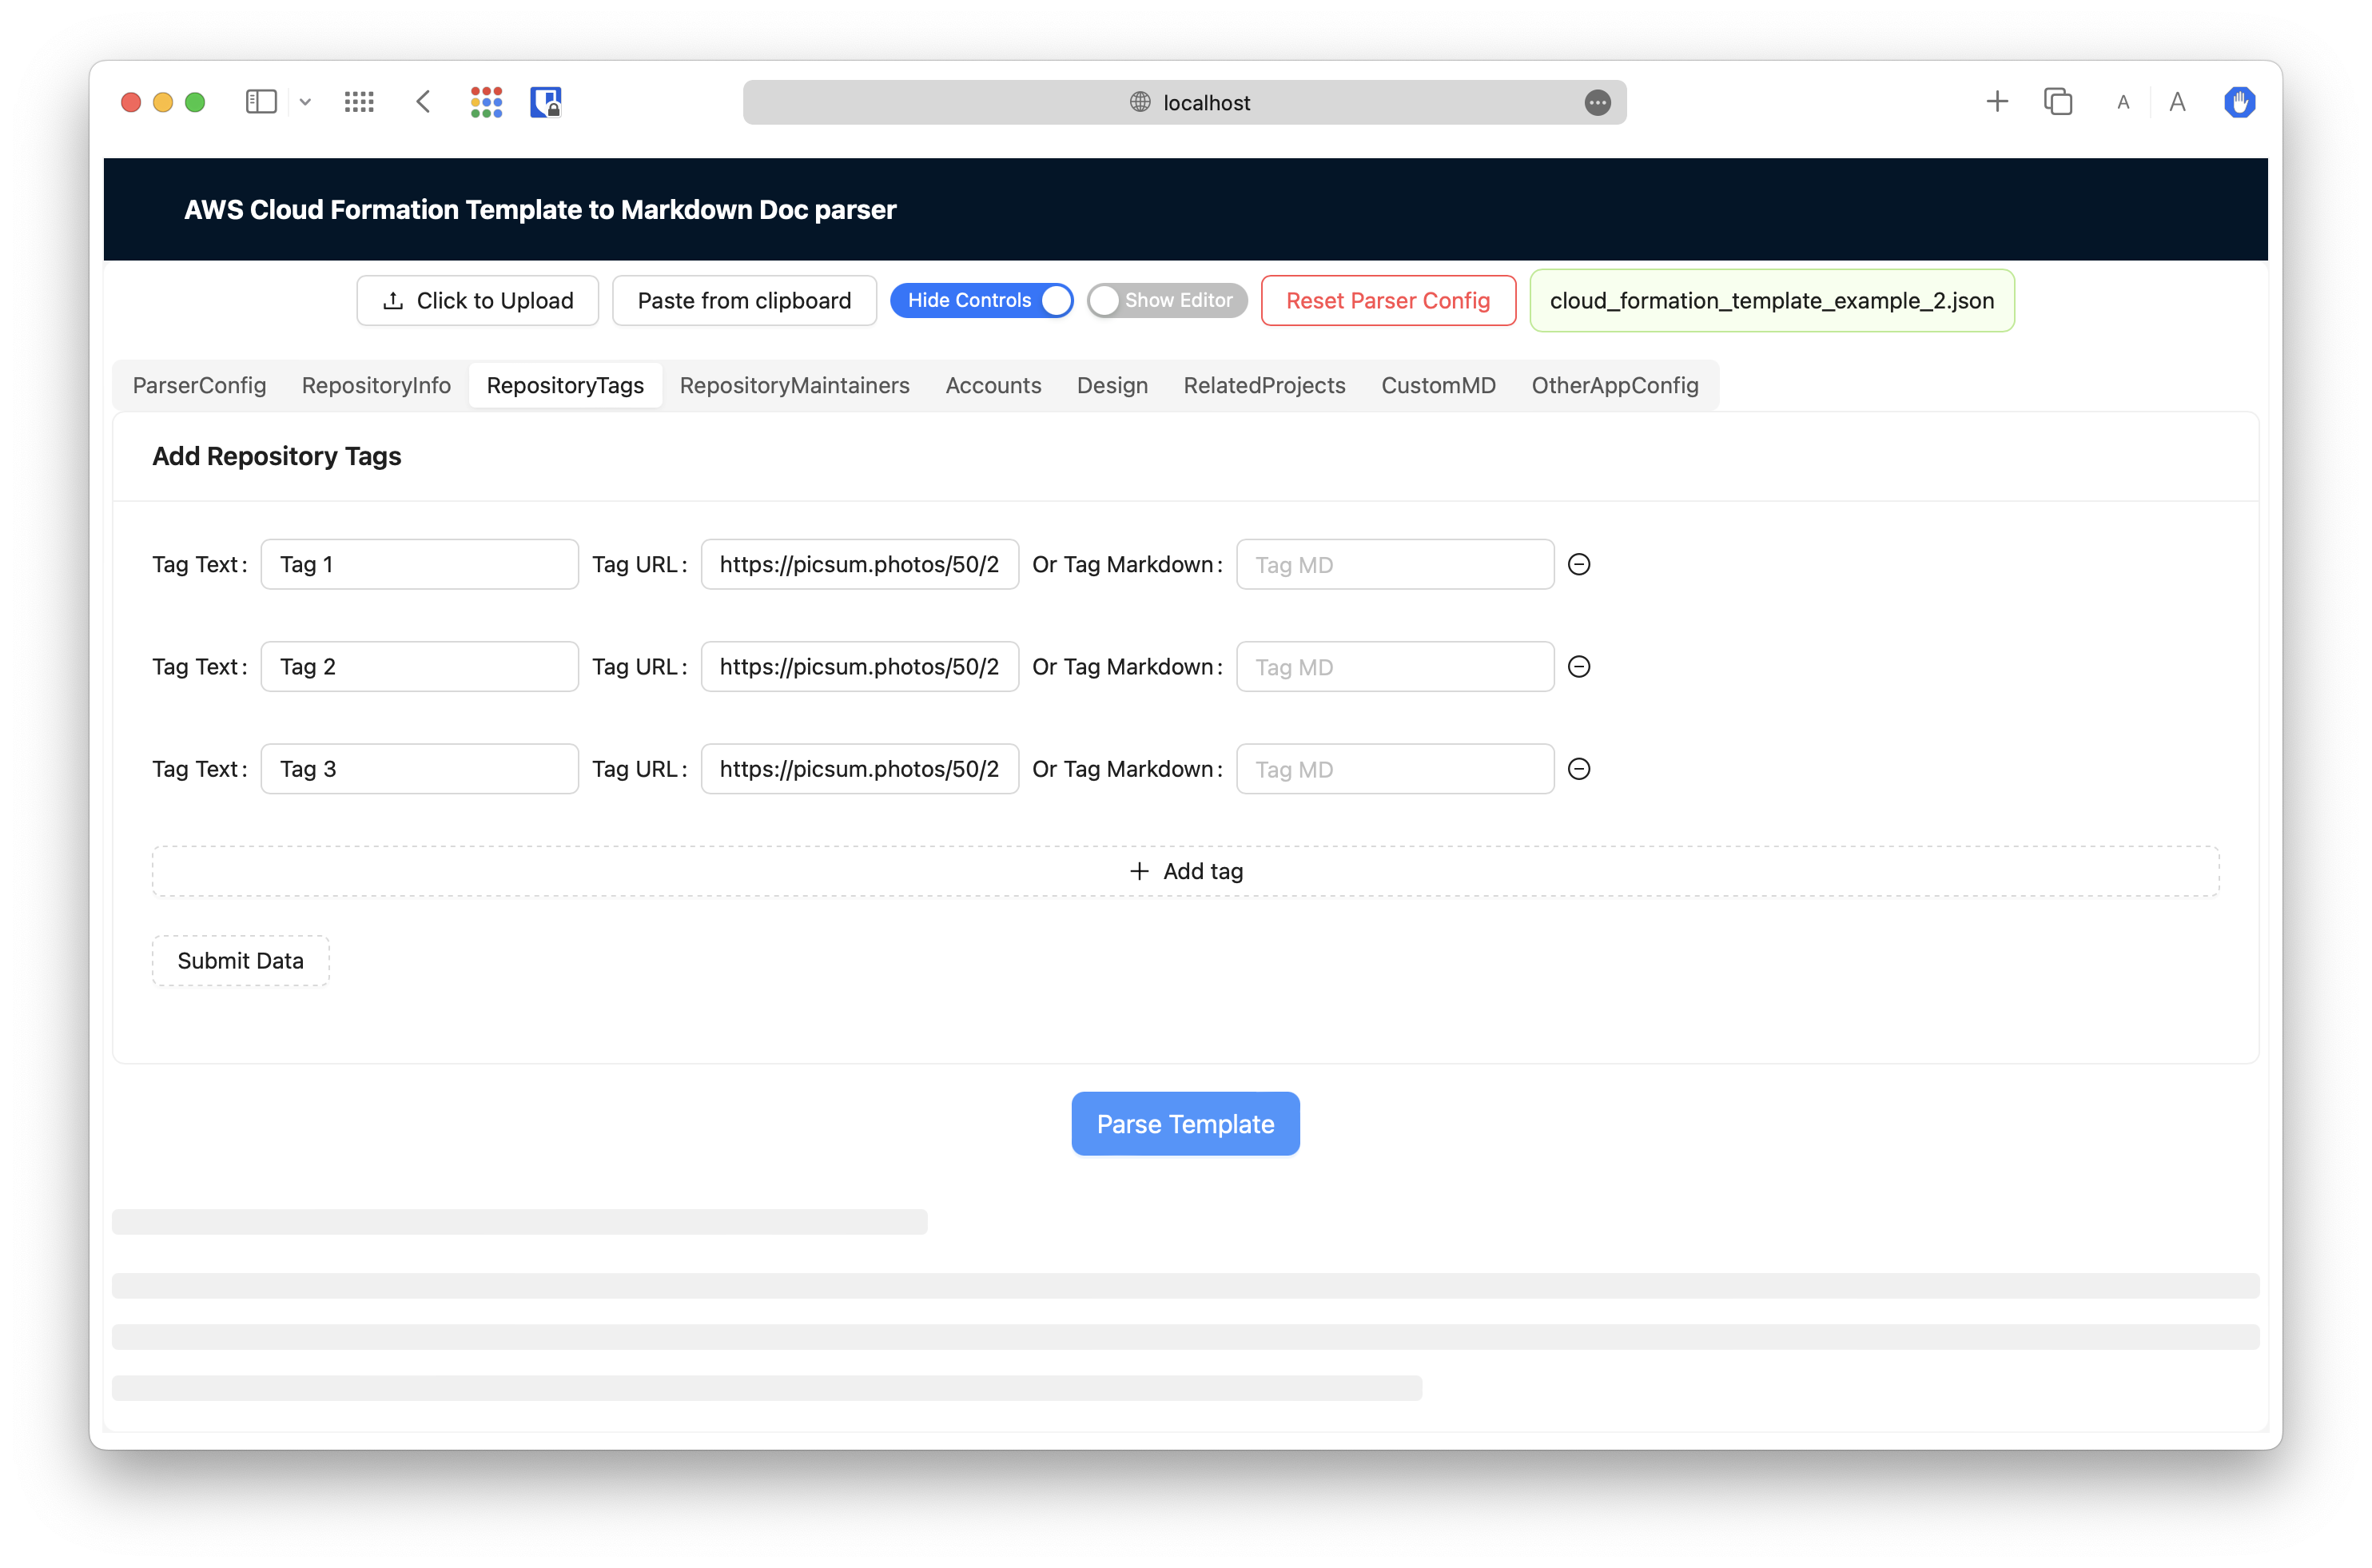 localhost
A A
AWS Cloud Formation Template to Markdown Doc parser
Click to Upload Paste from clipboard Hide Controls Show Editor Reset Parser Config cloud_formation_template_example_2.json
ParserConfig RepositoryInfo RepositoryTags RepositoryMaintainers Accounts Design RelatedProjects CustomMD OtherAppConfig
Add Repository Tags
Tag Text: Tag 1 Tag URL: https://picsum.photos/50/2 Or Tag Markdown: Tag MD
Tag Text: Tag 2 Tag URL: https://picsum.photos/50/2 Or Tag Markdown: Tag MD
Tag Text: Tag 3 Tag URL: https://picsum.photos/50/2 Or Tag Markdown: Tag MD
+ Add tag
Submit Data
Parse Template